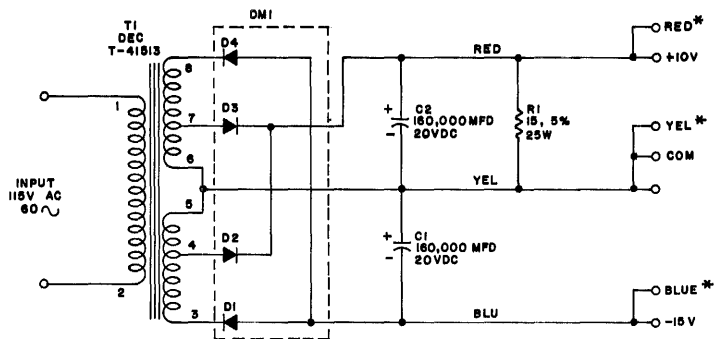 T1
DEC
T-41513
DM1
D4
8
RED
RED*
+10V
1
D3
7
+
-
C2
160,000 MFD
20VDC
R1
15, 5%
25W
YEL*
6
COM
INPUT
115V AC
60
YEL
5
D2
4
+
-
C1
160,000 MFD
20VDC
2
D1
3
BLU
BLUE*
-15V